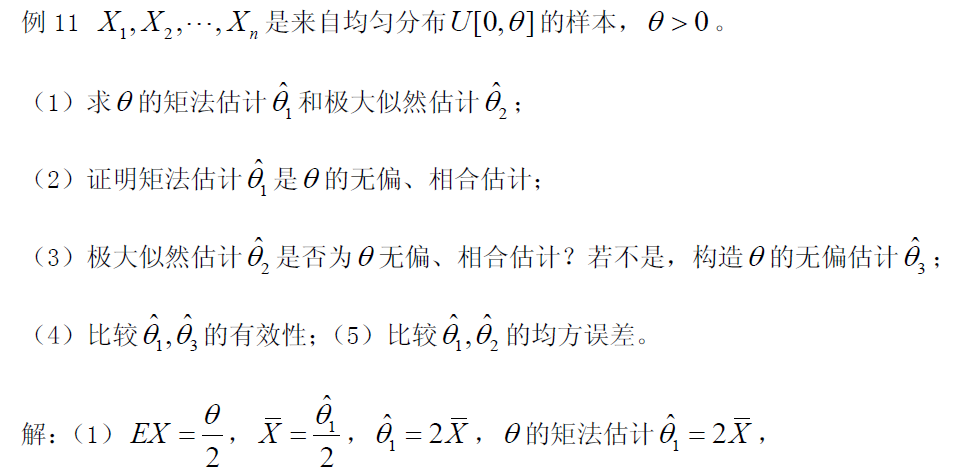 例 11 $X_1, X_2, \cdots, X_n$ 是来自均匀分布 $U[0, \theta]$ 的样本，$\theta > 0$。
（1）求 $\theta$ 的矩法估计 $\hat{\theta}_1$ 和极大似然估计 $\hat{\theta}_2$；
（2）证明矩法估计 $\hat{\theta}_1$ 是 $\theta$ 的无偏、相合估计；
（3）极大似然估计 $\hat{\theta}_2$ 是否为 $\theta$ 无偏、相合估计？若不是，构造 $\theta$ 的无偏估计 $\hat{\theta}_3$；
（4）比较 $\hat{\theta}_1, \hat{\theta}_3$ 的有效性；（5）比较 $\hat{\theta}_1, \hat{\theta}_2$ 的均方误差。
解：（1）$EX = \frac{\theta}{2}$，$\overline{X} = \frac{\hat{\theta}_1}{2}$，$\hat{\theta}_1 = 2\overline{X}$，$\theta$ 的矩法估计 $\hat{\theta}_1 = 2\overline{X}$，